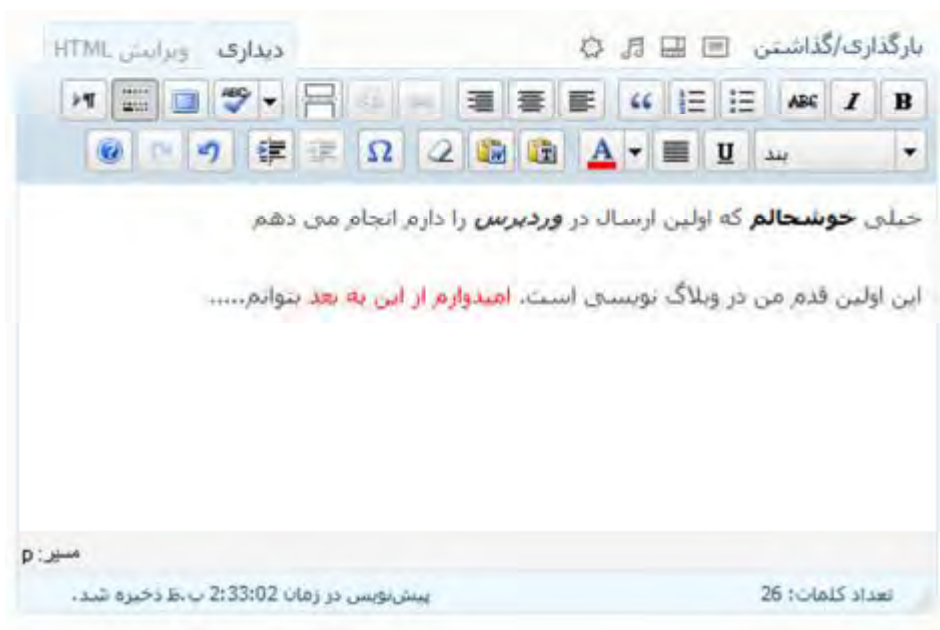 بارگذاری/گذاشتن
دیداری ویرایش HTML
B I ABC “ ABC ¶
بند U A T W Ω ?
خیلی خوشحالم که اولین ارسال در وردپرس را دارم انجام می دهم
این اولین قدم من در وبلاگ نویسی است. امیدوارم از این به بعد بتوانم.....
مسیر: p
تعداد کلمات: 26
پیش‌نویس در زمان 2:33:02 ب.ظ ذخیره شد.